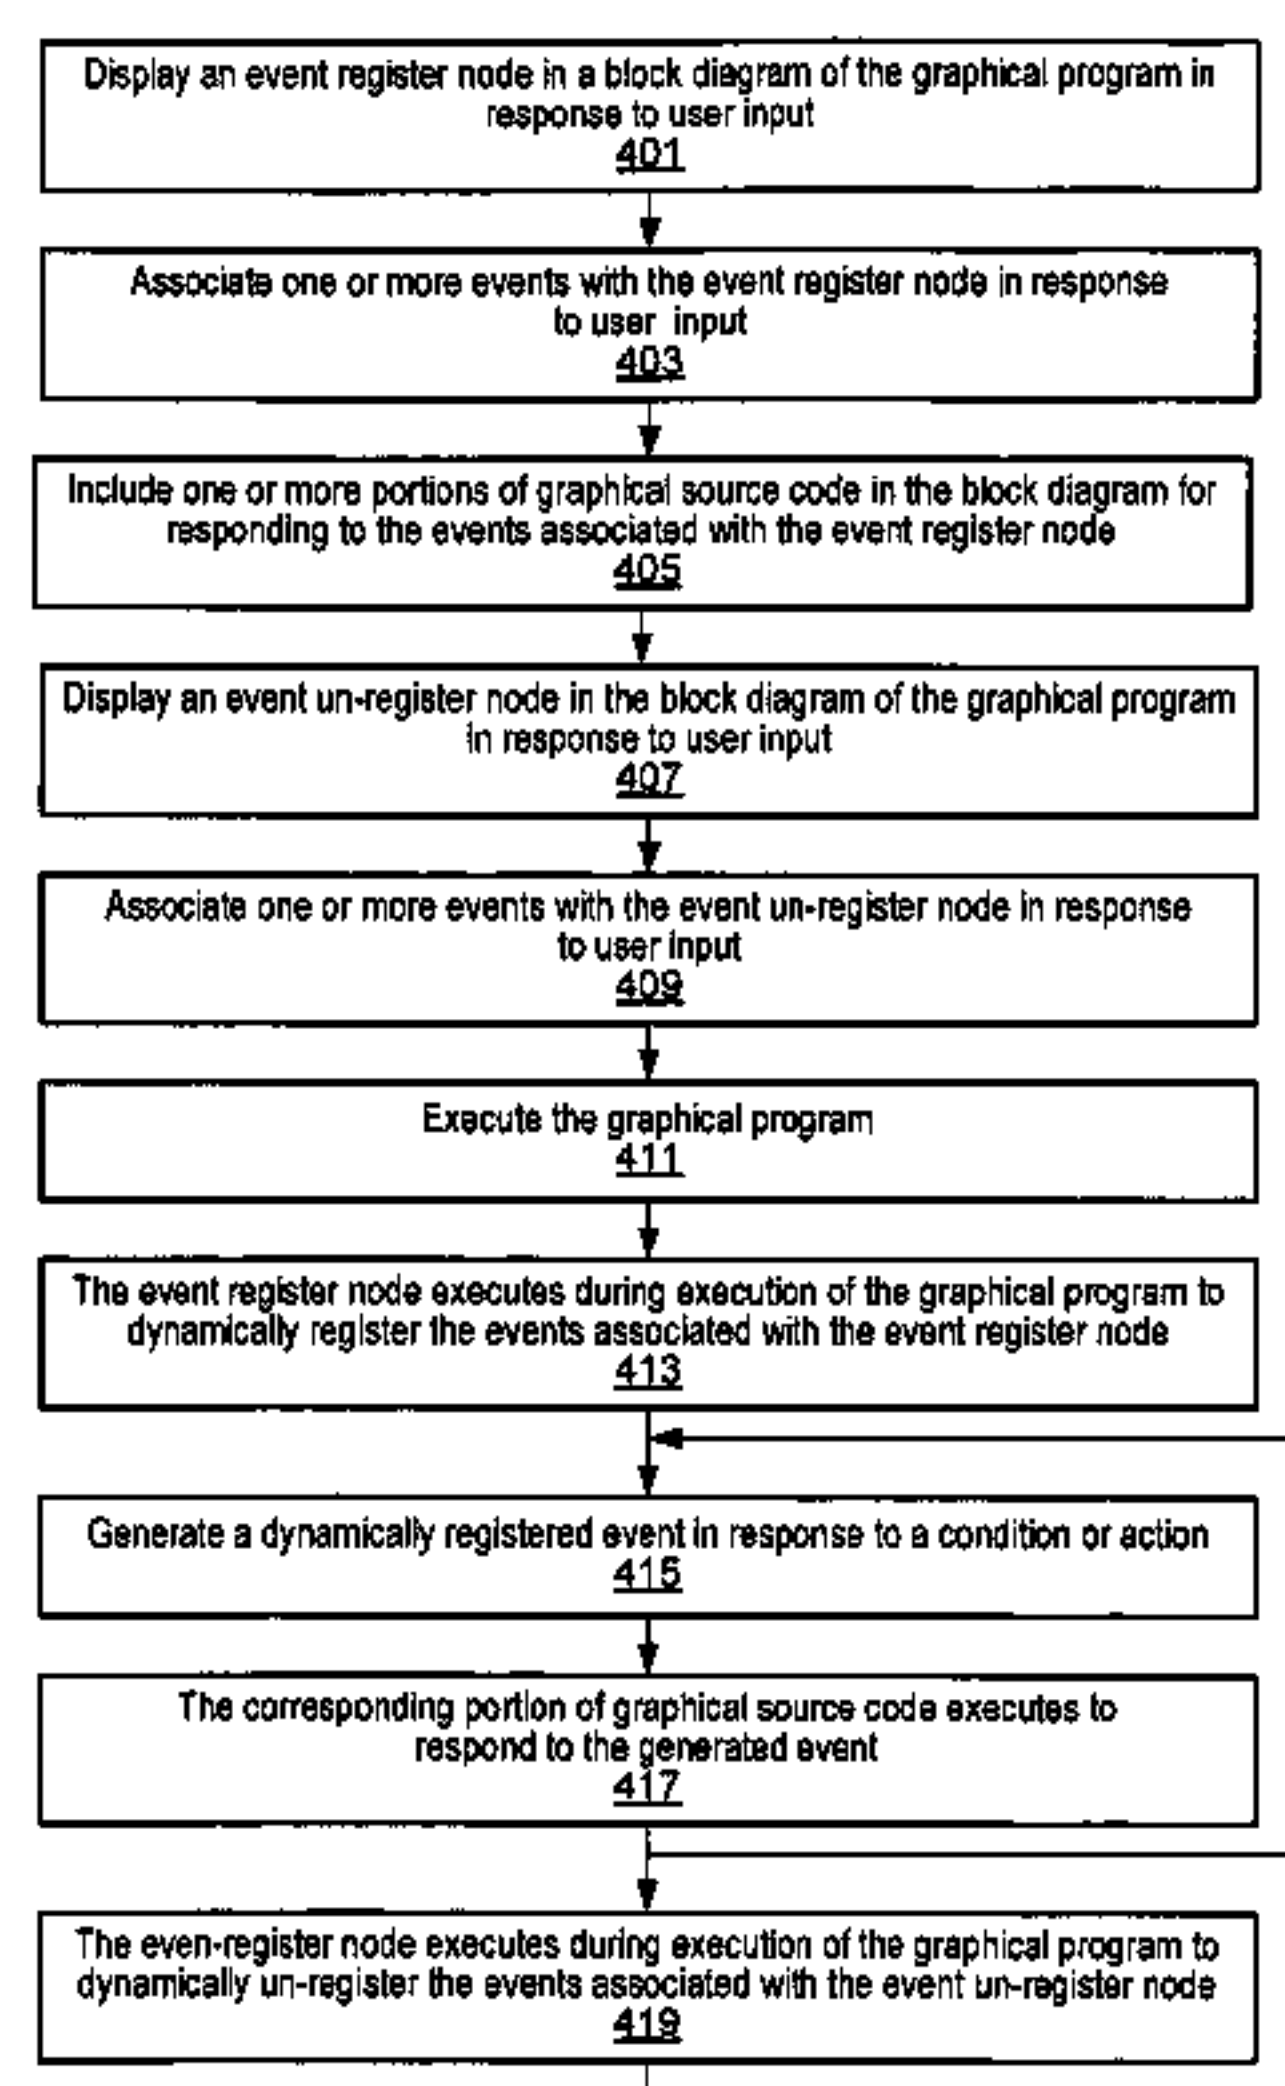 Display an event register node in a block diagram of the graphical program in
response to user input
401
Associate one or more events with the event register node in response
to user input
403
Include one or more portions of graphical source code in the block diagram for
responding to the events associated with the event register node
405
Display an event un-register node in the block diagram of the graphical program
in response to user input
407
Associate one or more events with the event un-register node in response
to user input
409
Execute the graphical program
411
The event register node executes during execution of the graphical program to
dynamically register the events associated with the event register node
413
Generate a dynamically registered event in response to a condition or action
415
The corresponding portion of graphical source code executes to
respond to the generated event
417
The even-register node executes during execution of the graphical program to
dynamically un-register the events associated with the event un-register node
419